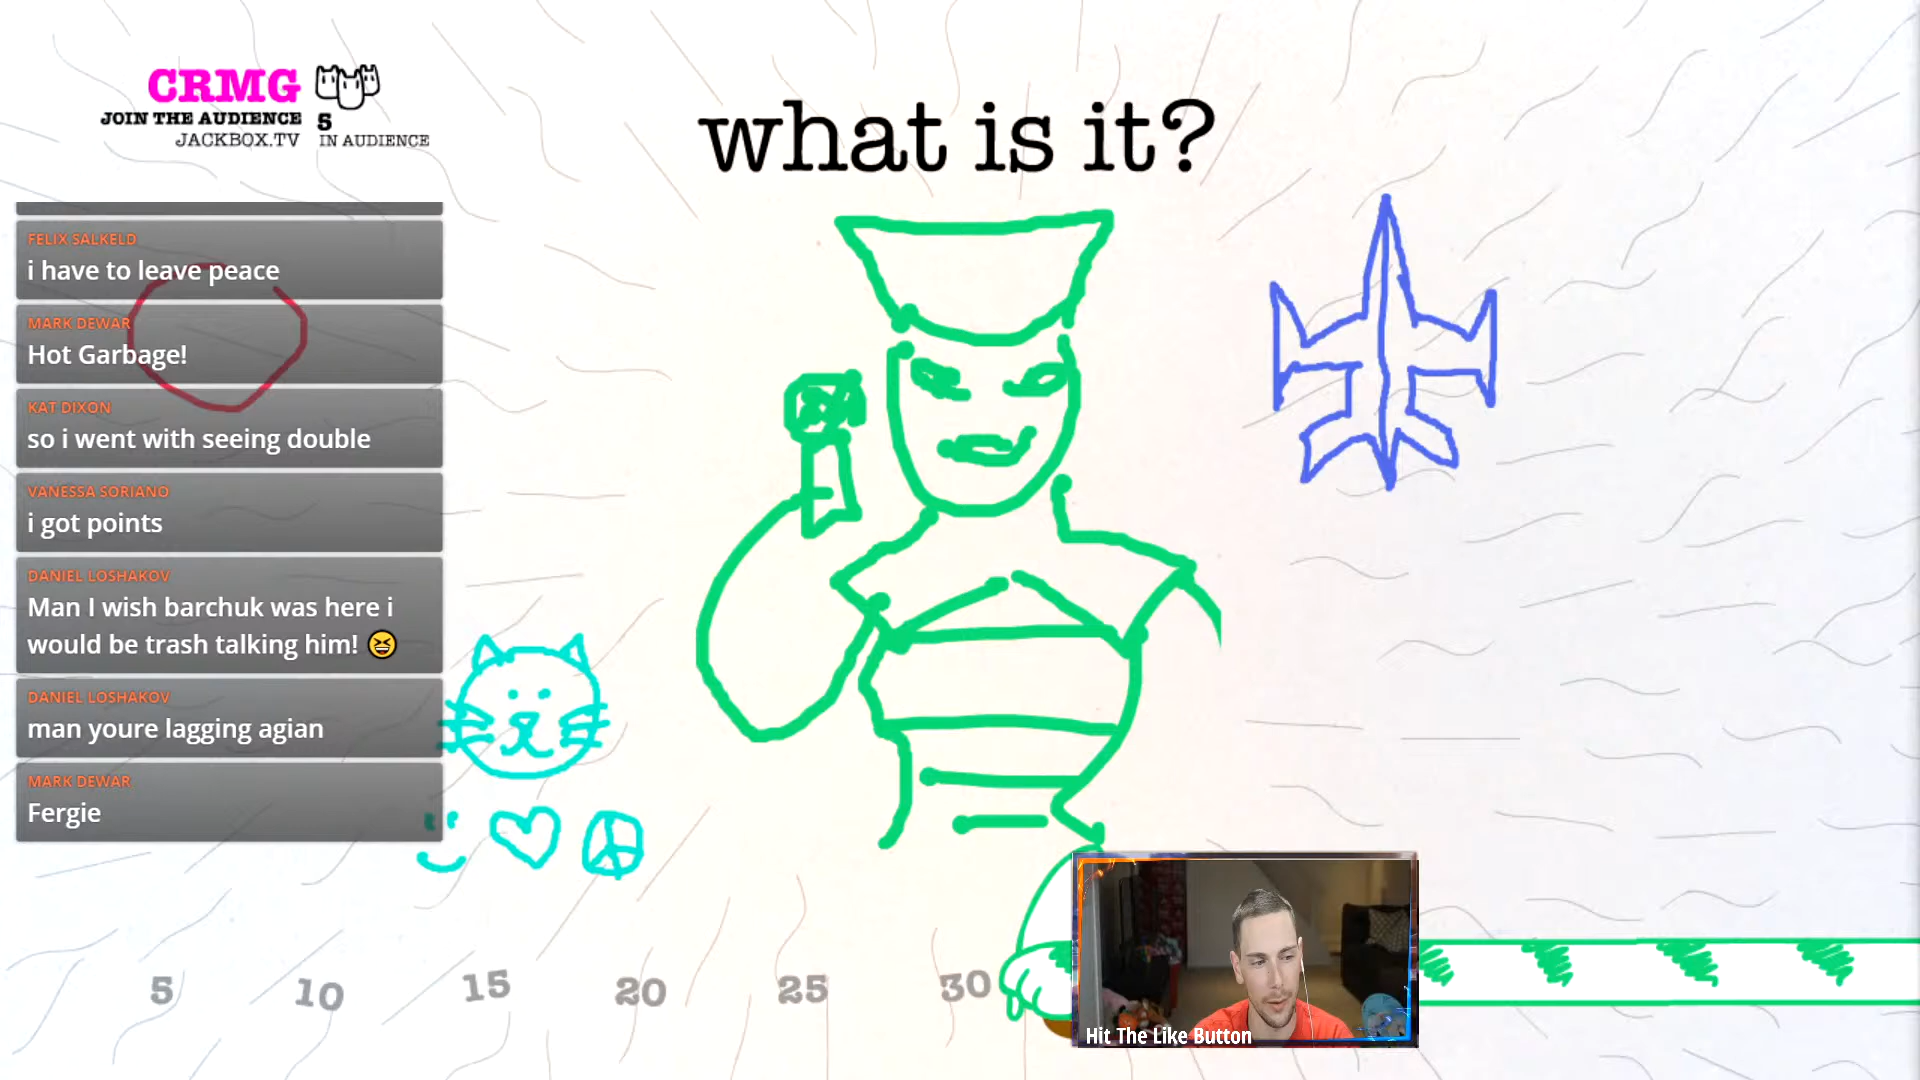 CRMG
JOIN THE AUDIENCE
JACKBOX.TV
5
IN AUDIENCE
what is it?
FELIX SALKELD
i have to leave peace
MARK DEWAR
Hot Garbage!
KAT DIXON
so i went with seeing double
VANESSA SORIANO
i got points
DANIEL LOSHAKOV
Man I wish barchuk was here i
would be trash talking him! 😆
DANIEL LOSHAKOV
man youre lagging agian
MARK DEWAR
Fergie
5 10 15 20 25 30
Hit The Like Button